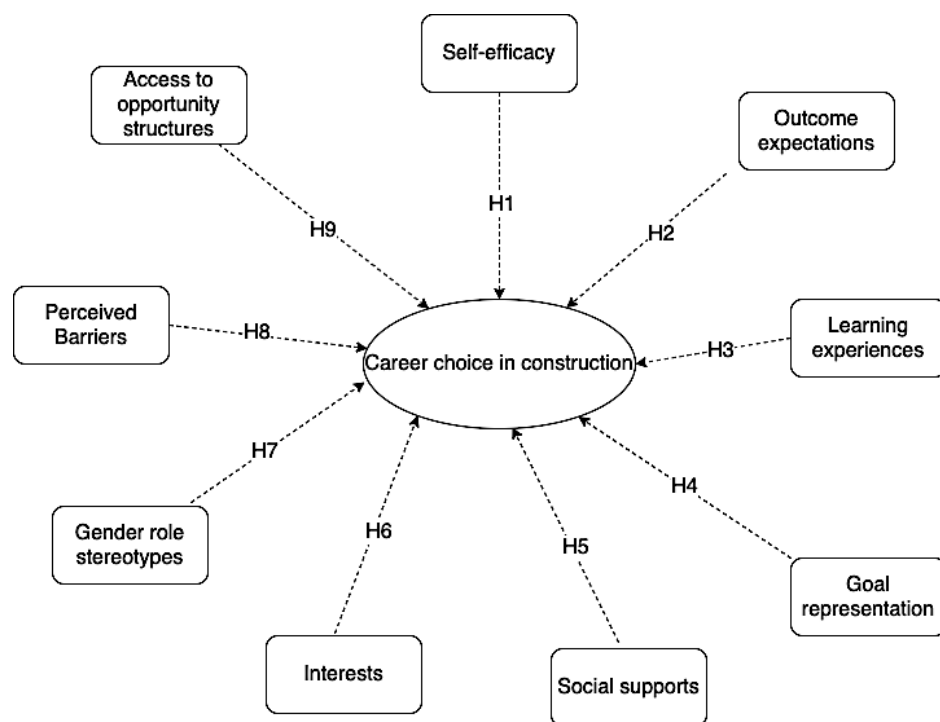 Self-efficacy
Access to
opportunity
structures
Outcome
expectations
H1
H9
H2
Perceived
Barriers
H8
Career choice in construction
H3
Learning
experiences
H7
H4
Gender role
stereotypes
H6
H5
Goal
representation
Interests
Social supports